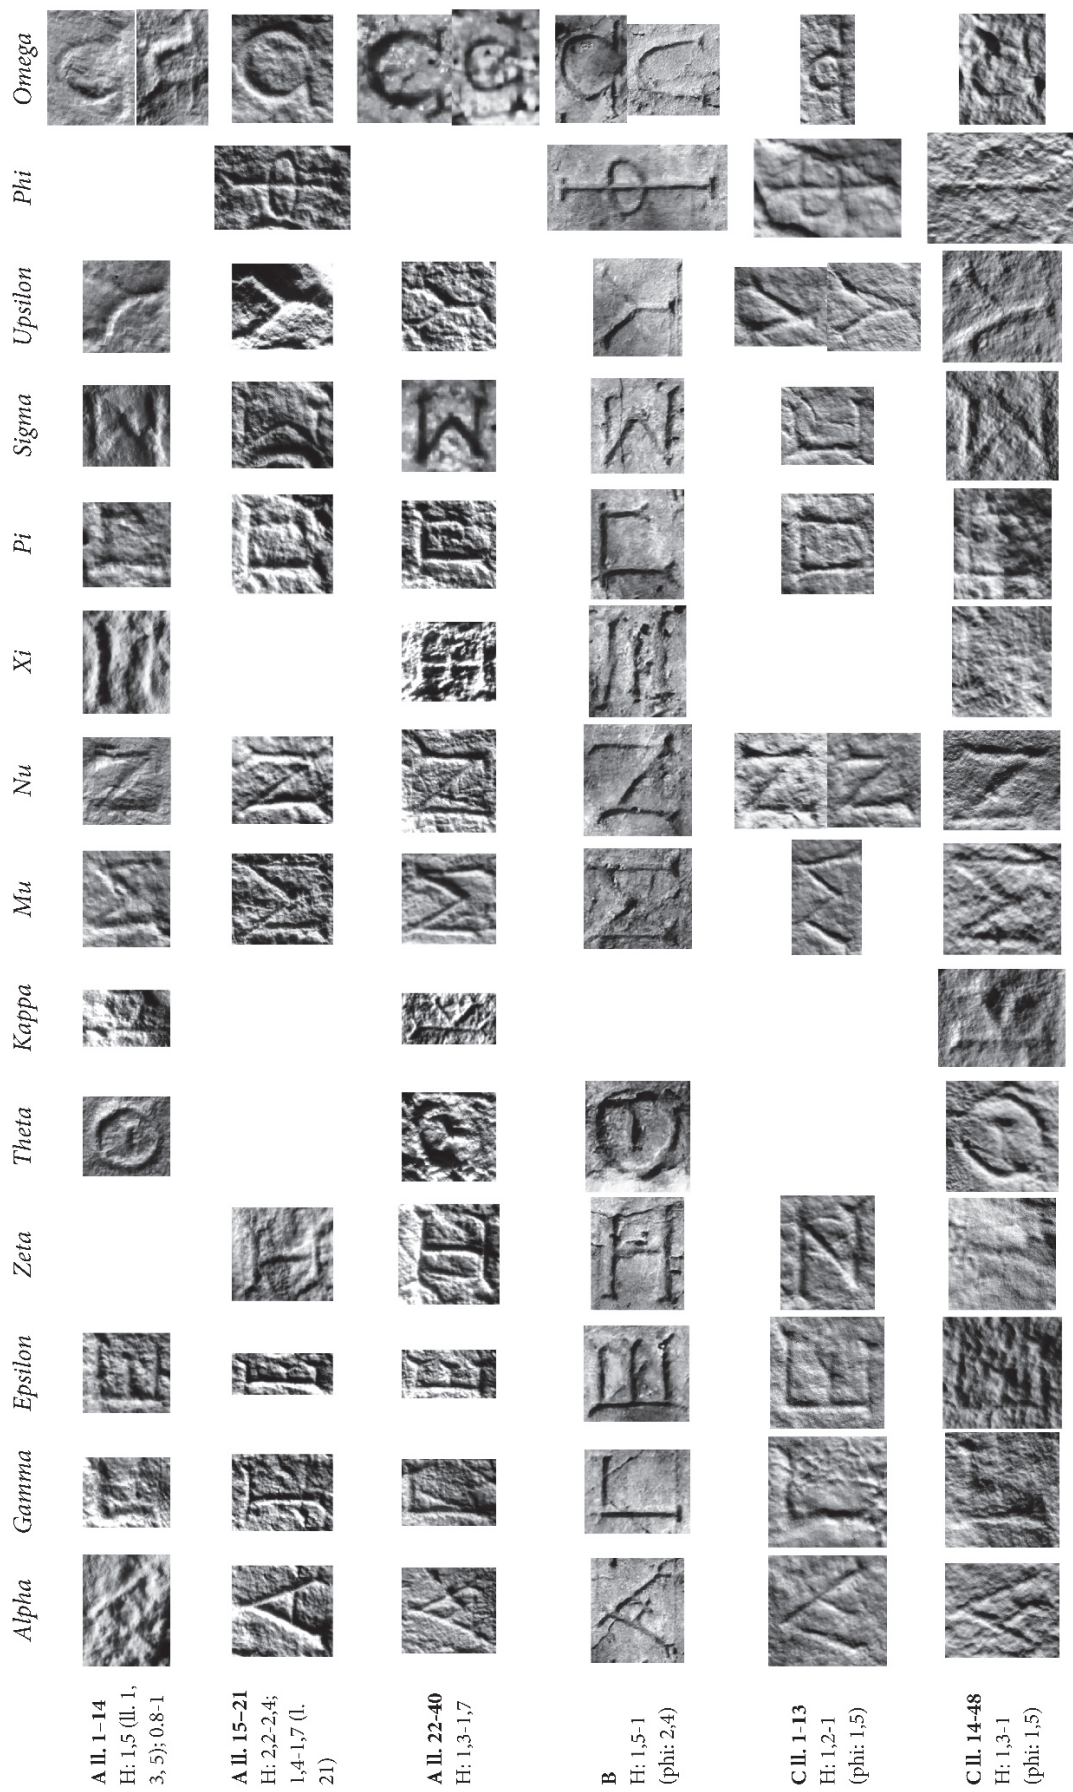 Alpha Gamma Epsilon Zeta Theta Kappa Mu Nu Xi Pi Sigma Upsilon Phi Omega
A ll. 1–14
H: 1,5 (ll. 1,
3, 5); 0.8-1
A ll. 15–21
H: 2,2-2,4;
1,4-1,7 (l.
21)
A ll. 22-40
H: 1,3-1,7
B
H: 1,5-1
(phi: 2,4)
C ll. 1-13
H: 1,2-1
(phi: 1,5)
C ll. 14-48
H: 1,3-1
(phi: 1,5)